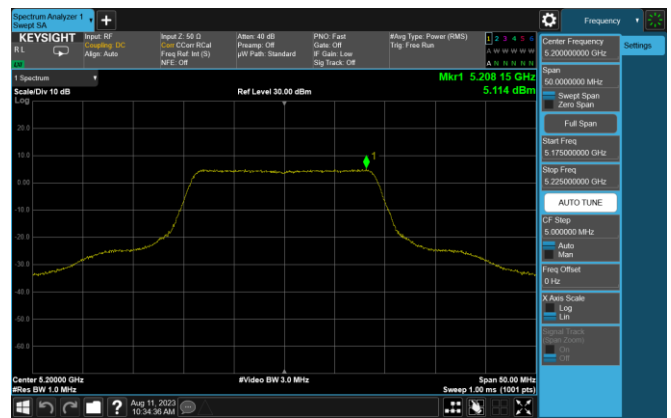 Spectrum Analyzer 1
Swept SA
+
Frequency
KEYSIGHT
RL
Input: RF
Coupling: DC
Align: Auto
Input Z: 50 Ω
Corr CCorr RCal
Freq Ref: Int (S)
NFE: Off
Atten: 40 dB
Preamp: Off
µW Path: Standard
PNO: Fast
Gate: Off
IF Gain: Low
Sig Track: Off
#Avg Type: Power (RMS)
Trig: Free Run
1 2 3 4 5 6
A W W W W W
A N N N N N
1 Spectrum
Scale/Div 10 dB
Log
Ref Level 30.00 dBm
Mkr1 5.208 15 GHz
5.114 dBm
20.0
10.0
0.00
-10.0
-20.0
-30.0
-40.0
-50.0
-60.0
1
Center 5.20000 GHz
#Res BW 1.0 MHz
#Video BW 3.0 MHz
Span 50.00 MHz
Sweep 1.00 ms (1001 pts)
Aug 11, 2023
10:34:36 AM
?
Settings
Center Frequency
5.200000000 GHz
Span
50.0000000 MHz
Swept Span
Zero Span
Full Span
Start Freq
5.175000000 GHz
Stop Freq
5.225000000 GHz
AUTO TUNE
CF Step
5.000000 MHz
Auto
Man
Freq Offset
0 Hz
X Axis Scale
Log
Lin
Signal Track
(Span Zoom)
On
Off